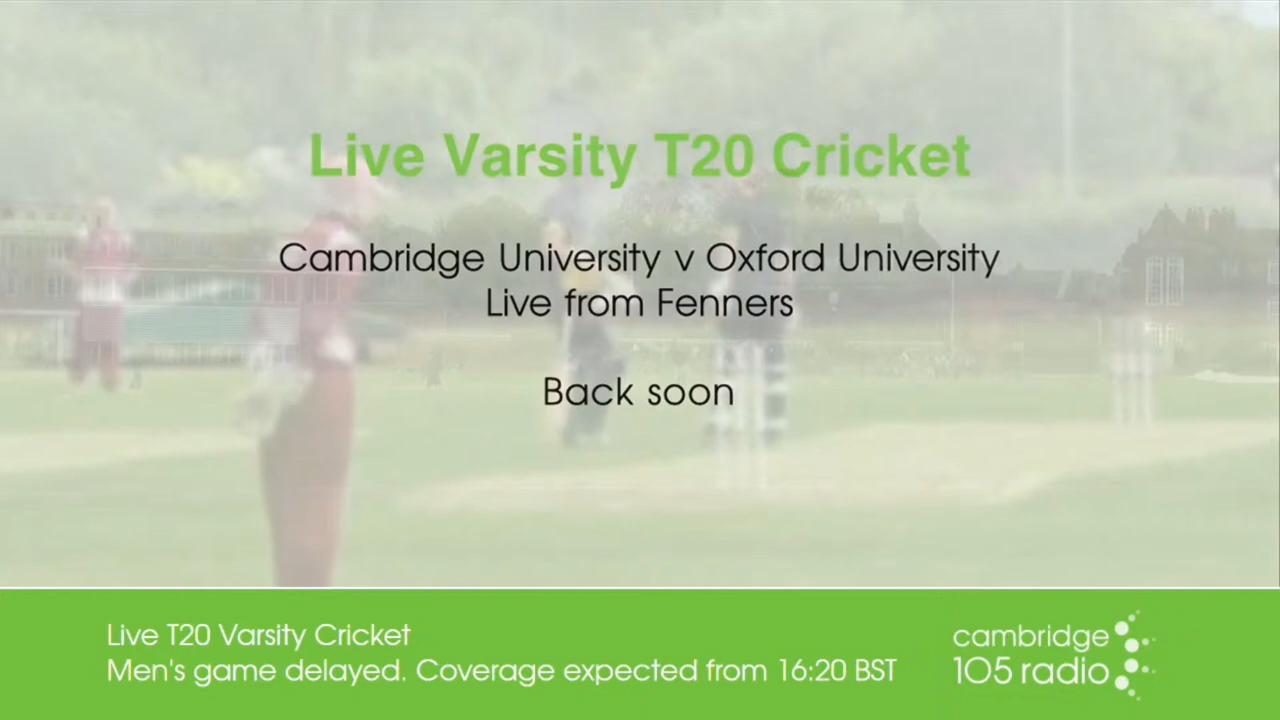 Live Varsity T20 Cricket
Cambridge University v Oxford University
Live from Fenners
Back soon
Live T20 Varsity Cricket
Men's game delayed. Coverage expected from 16:20 BST
cambridge
105 radio